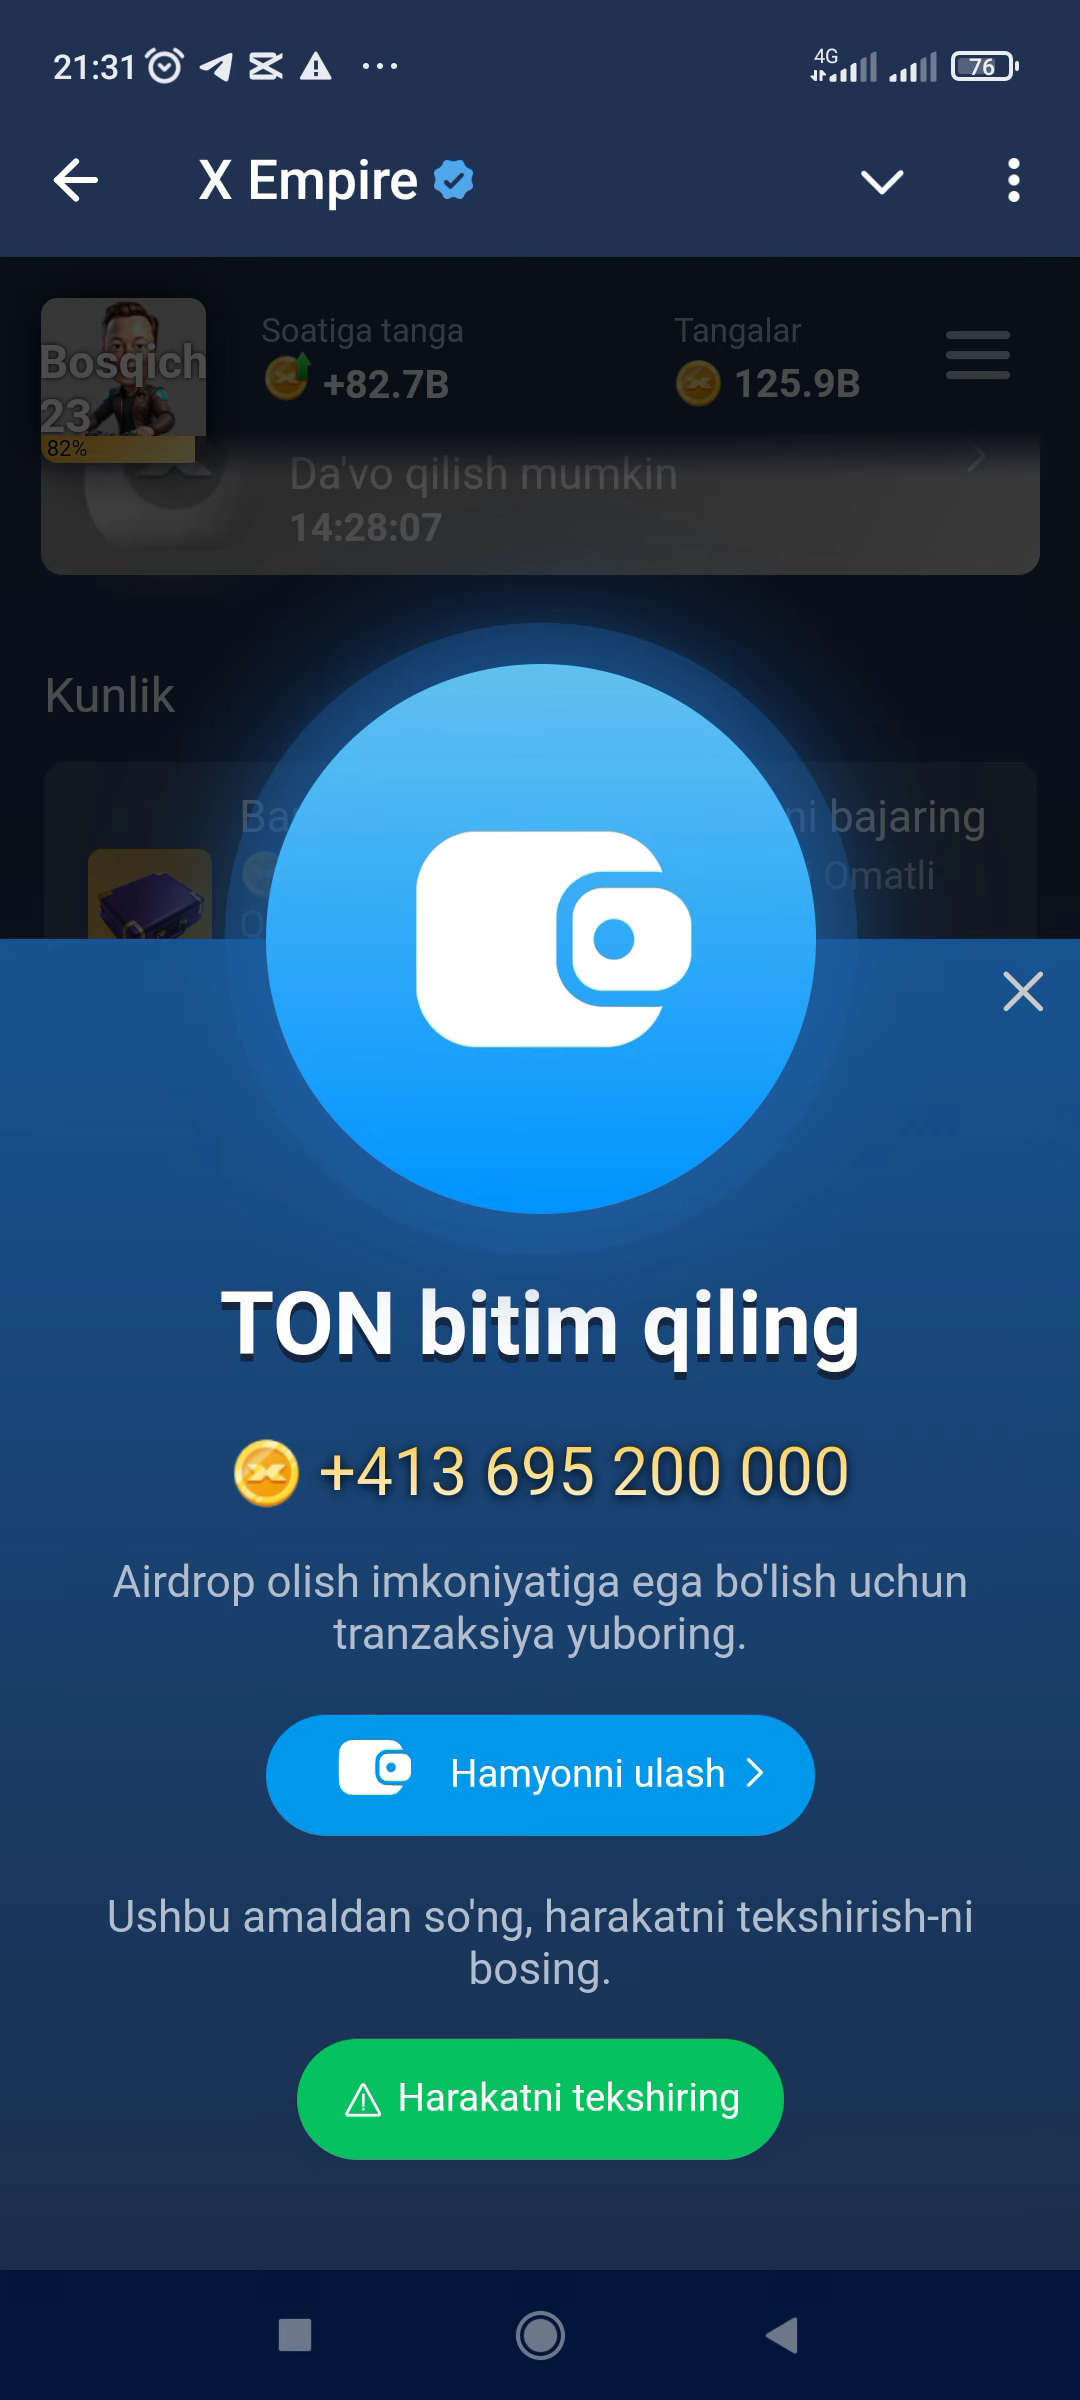 21:31
4G
76
X Empire
Bosqich
23
82%
Soatiga tanga
+82.7B
Tangalar
125.9B
Da'vo qilish mumkin
14:28:07
Kunlik
bajaring
Omatli
TON bitim qiling
+413 695 200 000
Airdrop olish imkoniyatiga ega bo'lish uchun
tranzaksiya yuboring.
Hamyonni ulash
Ushbu amaldan so'ng, harakatni tekshirish-ni
bosing.
Harakatni tekshiring